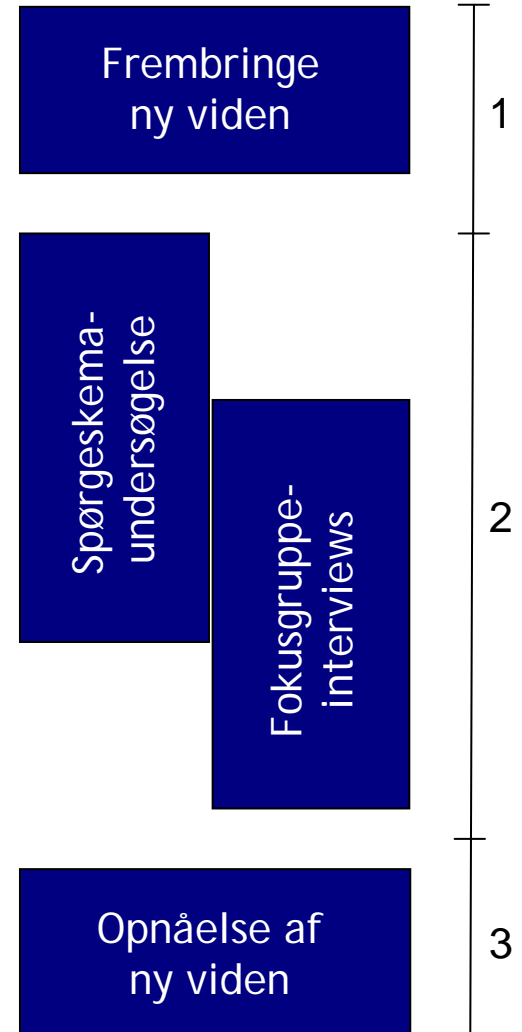 Frembringe
ny viden
1
Spørgeskema-
undersøgelse
Fokusgruppe-
interviews
2
Opnåelse af
ny viden
3